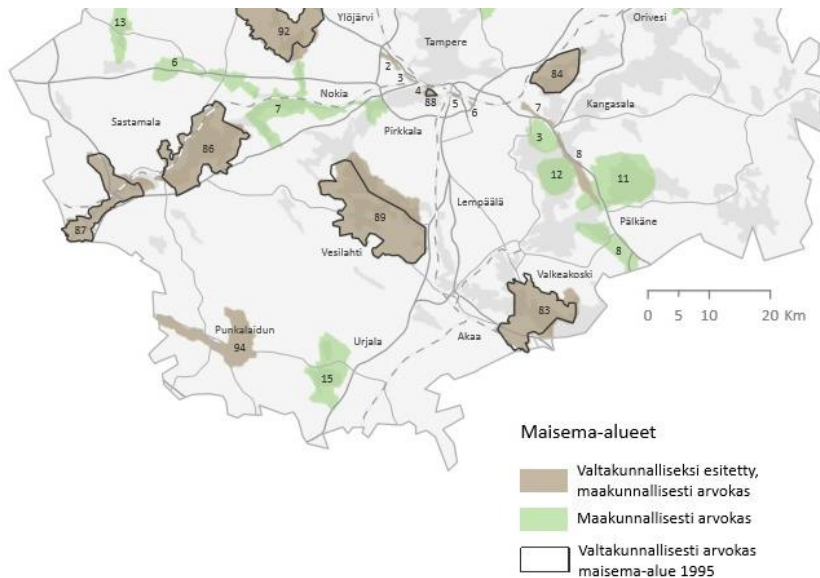 13
92
Ylöjärvi
Orivesi
Tampere
2
3
6
84
4
88
5
6
Nokia
7
7
Kangasala
Sastamala
Pirkkala
3
86
8
12
11
89
Lempäälä
87
Pälkäne
Vesilahti
8
Valkeakoski
83
0 5 10 20 Km
Punkalaidun
94
Urjala
Akaa
15
Maisema-alueet
Valtakunnalliseksi esitetty,
maakunnallisesti arvokas
Maakunnallisesti arvokas
Valtakunnallisesti arvokas
maisema-alue 1995